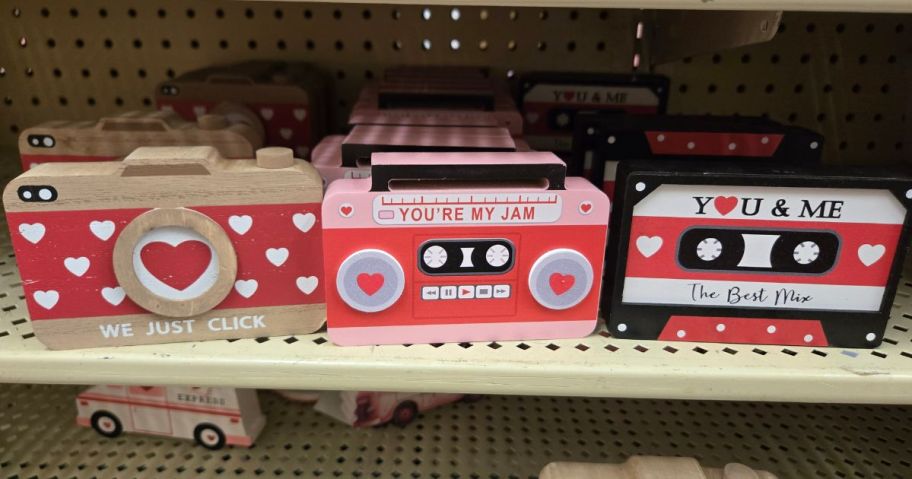 YOU & ME
YOU'RE MY JAM
YOU & ME
The Best Mix
WE JUST CLICK
EXPRESS